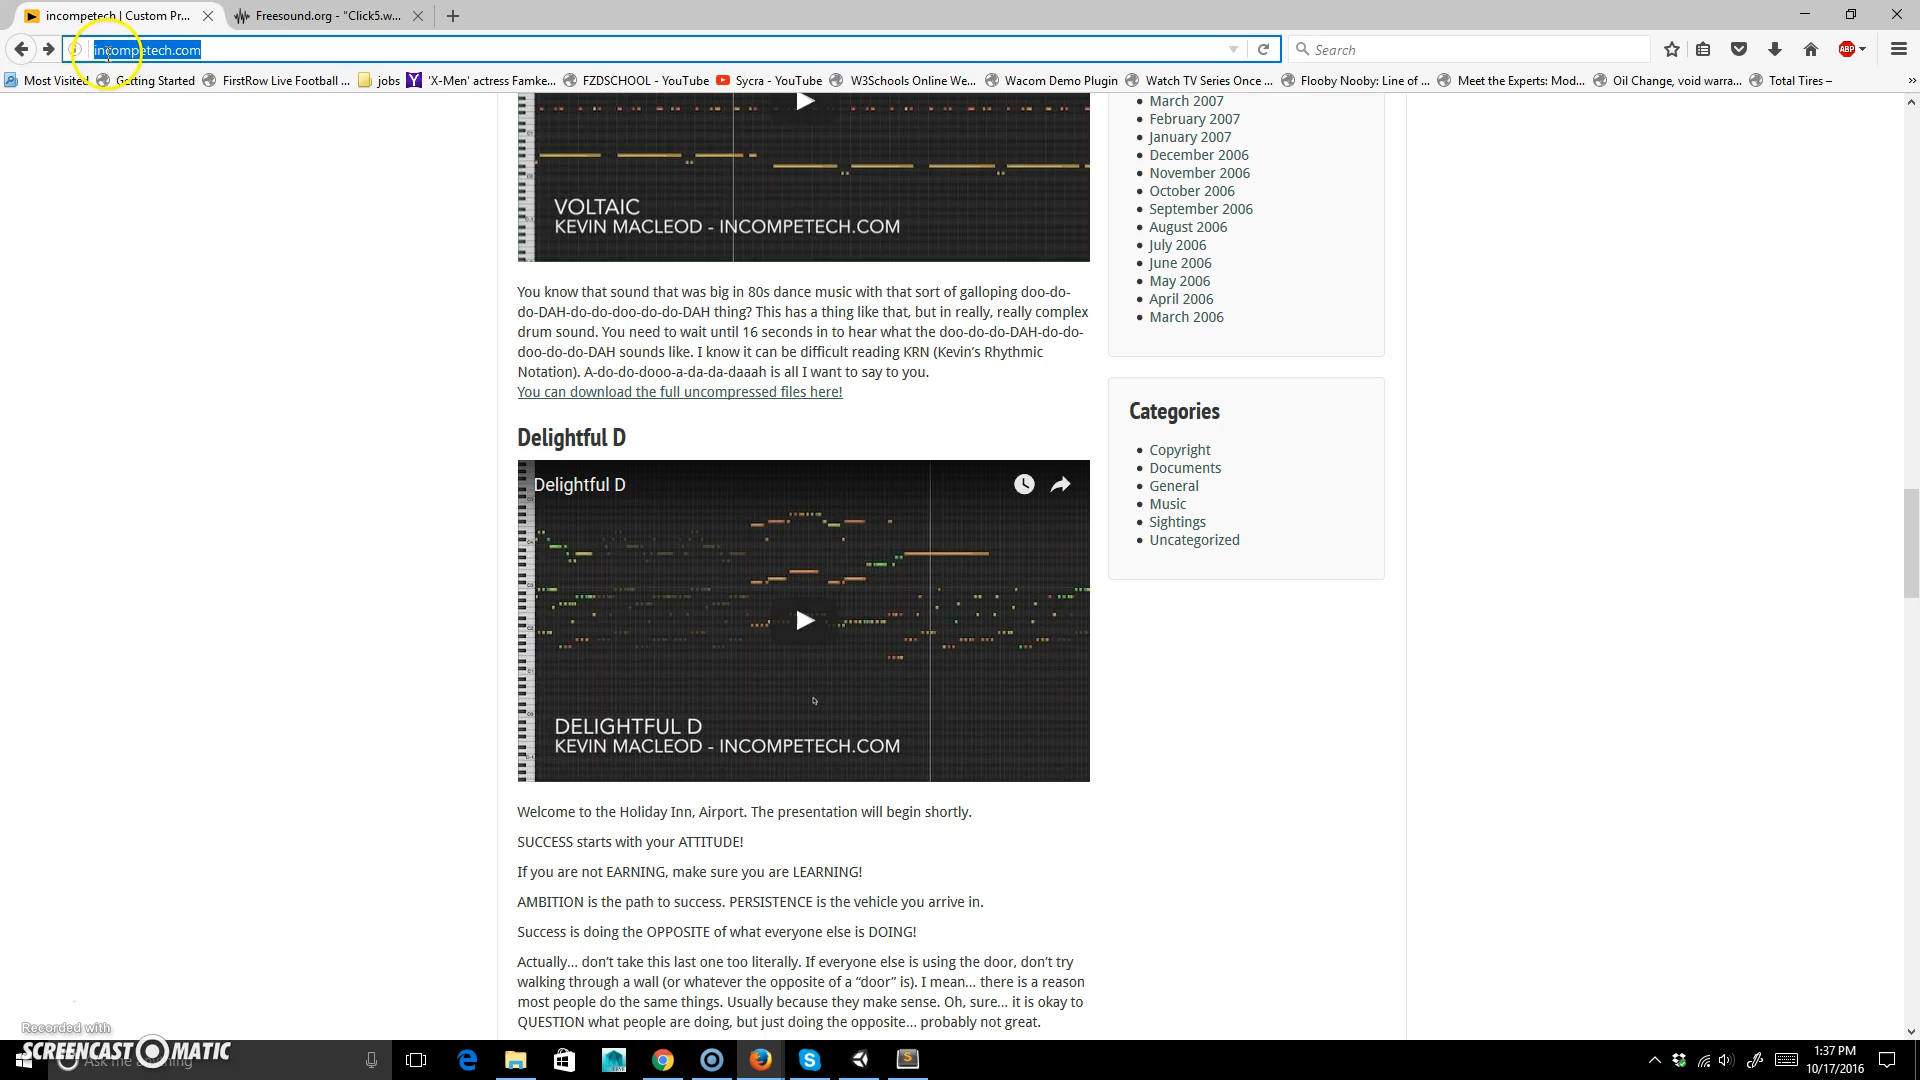 incompetech | Custom Pr...
Freesound.org - "Click5.w...
incompetech.com
Search
ABP
Most Visited
Getting Started
FirstRow Live Football ...
jobs
'X-Men' actress Famke...
FZDSCHOOL - YouTube
Sycra - YouTube
W3Schools Online We...
Wacom Demo Plugin
Watch TV Series Once ...
Flooby Nooby: Line of ...
Meet the Experts: Mod...
Oil Change, void warra...
Total Tires –
VOLTAIC
KEVIN MACLEOD - INCOMPETECH.COM
You know that sound that was big in 80s dance music with that sort of galloping doo-do-
do-DAH-do-do-doo-do-do-DAH thing? This has a thing like that, but in really, really complex
drum sound. You need to wait until 16 seconds in to hear what the doo-do-do-DAH-do-do-
doo-do-do-DAH sounds like. I know it can be difficult reading KRN (Kevin's Rhythmic
Notation). A-do-do-dooo-a-da-da-daaah is all I want to say to you.
You can download the full uncompressed files here!
Delightful D
Delightful D
DELIGHTFUL D
KEVIN MACLEOD - INCOMPETECH.COM
Welcome to the Holiday Inn, Airport. The presentation will begin shortly.
SUCCESS starts with your ATTITUDE!
If you are not EARNING, make sure you are LEARNING!
AMBITION is the path to success. PERSISTENCE is the vehicle you arrive in.
Success is doing the OPPOSITE of what everyone else is DOING!
Actually… don't take this last one too literally. If everyone else is using the door, don't try
walking through a wall (or whatever the opposite of a “door” is). I mean… there is a reason
most people do the same things. Usually because they make sense. Oh, sure… it is okay to
QUESTION what people are doing, but just doing the opposite… probably not great.
March 2007
February 2007
January 2007
December 2006
November 2006
October 2006
September 2006
August 2006
July 2006
June 2006
May 2006
April 2006
March 2006
Categories
Copyright
Documents
General
Music
Sightings
Uncategorized
Recorded with
SCREENCAST O MATIC
Ask me anything
1:37 PM
10/17/2016